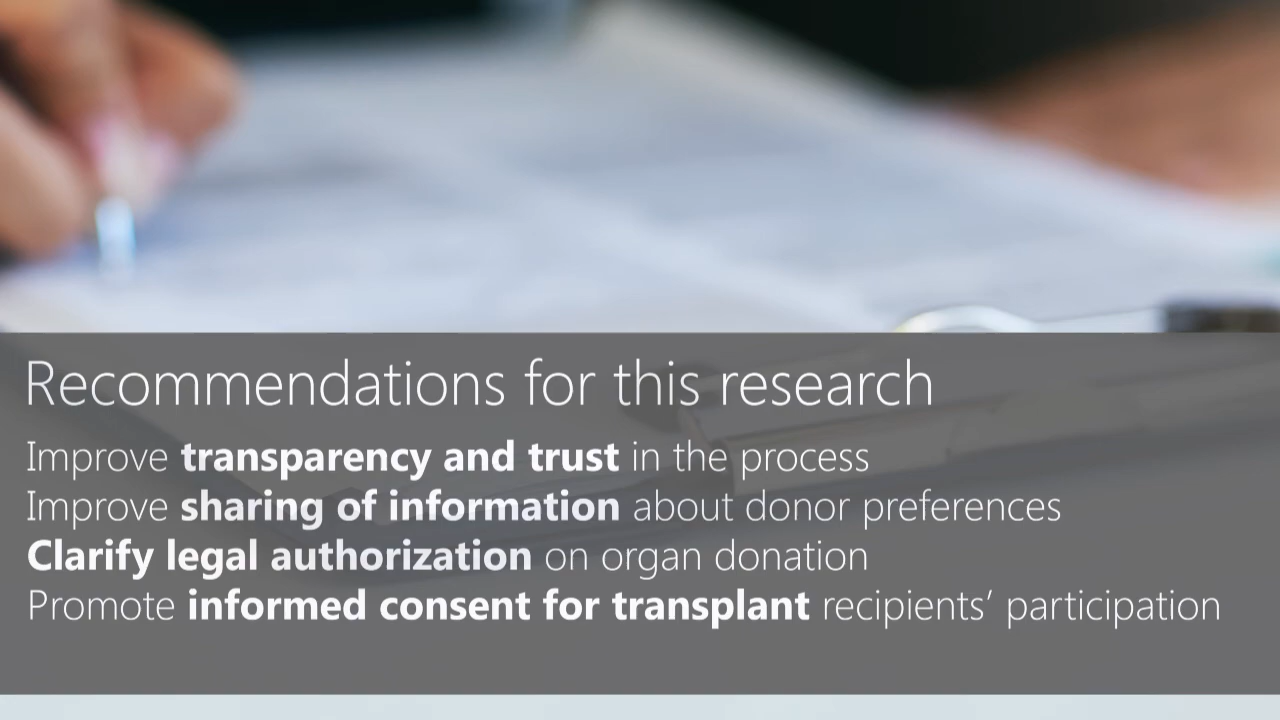 Recommendations for this research
Improve transparency and trust in the process
Improve sharing of information about donor preferences
Clarify legal authorization on organ donation
Promote informed consent for transplant recipients’ participation